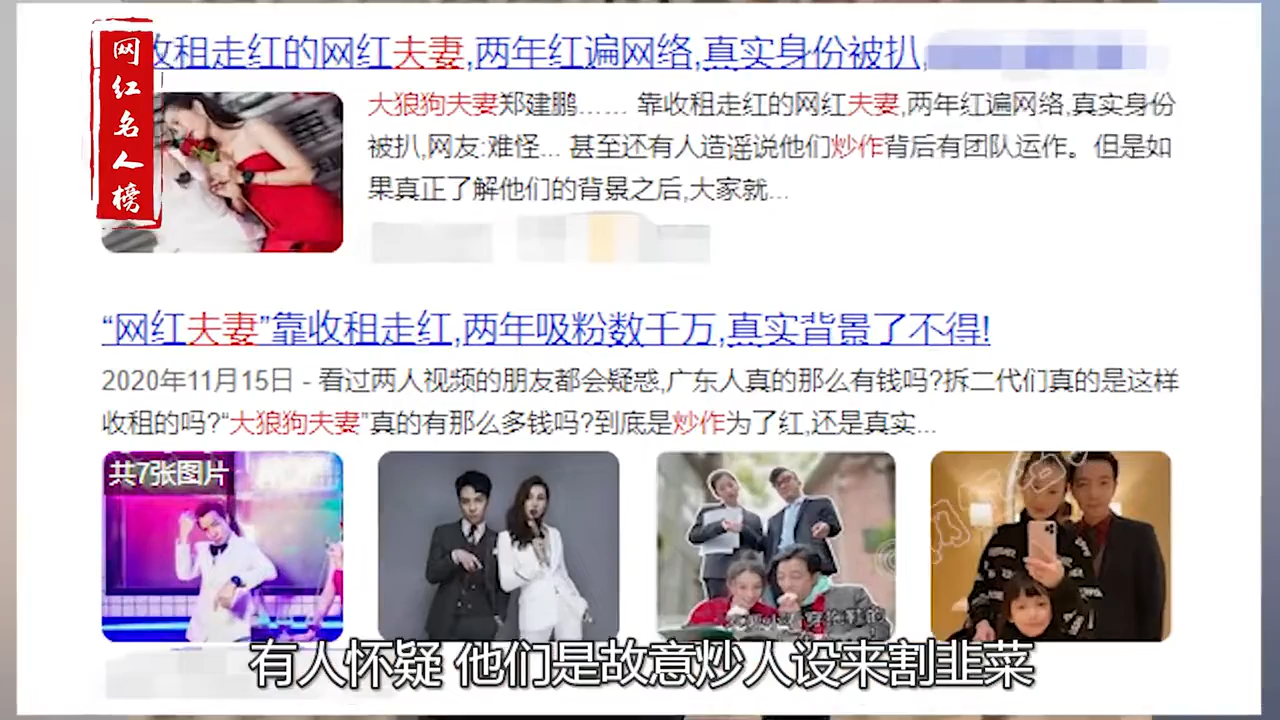 网红名人榜
收租走红的网红夫妻,两年红遍网络,真实身份被扒,
大狼狗夫妻郑建鹏…… 靠收租走红的网红夫妻,两年红遍网络,真实身份
被扒,网友:难怪... 甚至还有人造谣说他们炒作背后有团队运作。但是如
果真正了解他们的背景之后,大家就...
“网红夫妻”靠收租走红,两年吸粉数千万,真实背景了不得!
2020年11月15日 - 看过两人视频的朋友都会疑惑,广东人真的那么有钱吗?拆二代们真的是这样
收租的吗?“大狼狗夫妻”真的有那么多钱吗?到底是炒作为了红,还是真实...
共7张图片
有人怀疑 他们是故意炒人设来割韭菜